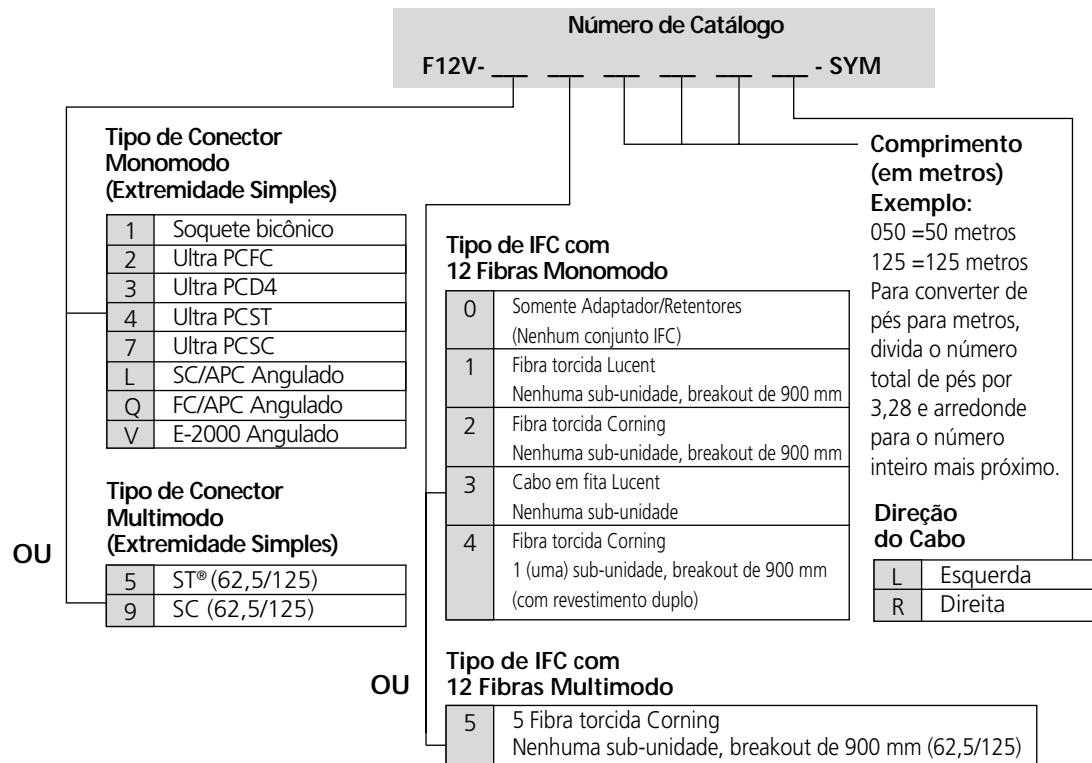 Número de Catálogo
F12V- ___ ___ ___ ___ ___ ___ - SYM
Tipo de Conector
Monomodo
(Extremidade Simples)
1 Soquete bicônico
2 Ultra PCFC
3 Ultra PCD4
4 Ultra PCST
7 Ultra PCSC
L SC/APC Angulado
Q FC/APC Angulado
V E-2000 Angulado
OU
Tipo de Conector
Multimodo
(Extremidade Simples)
5 ST® (62,5/125)
9 SC (62,5/125)
Tipo de IFC com
12 Fibras Monomodo
0 Somente Adaptador/Retentores
(Nenhum conjunto IFC)
1 Fibra torcida Lucent
Nenhuma sub-unidade, breakout de 900 mm
2 Fibra torcida Corning
Nenhuma sub-unidade, breakout de 900 mm
3 Cabo em fita Lucent
Nenhuma sub-unidade
4 Fibra torcida Corning
1 (uma) sub-unidade, breakout de 900 mm
(com revestimento duplo)
OU
Tipo de IFC com
12 Fibras Multimodo
5 5 Fibra torcida Corning
Nenhuma sub-unidade, breakout de 900 mm (62,5/125)
Comprimento
(em metros)
Exemplo:
050 =50 metros
125 =125 metros
Para converter de
pés para metros,
divida o número
total de pés por
3,28 e arredonde
para o número
inteiro mais próximo.
Direção
do Cabo
L Esquerda
R Direita